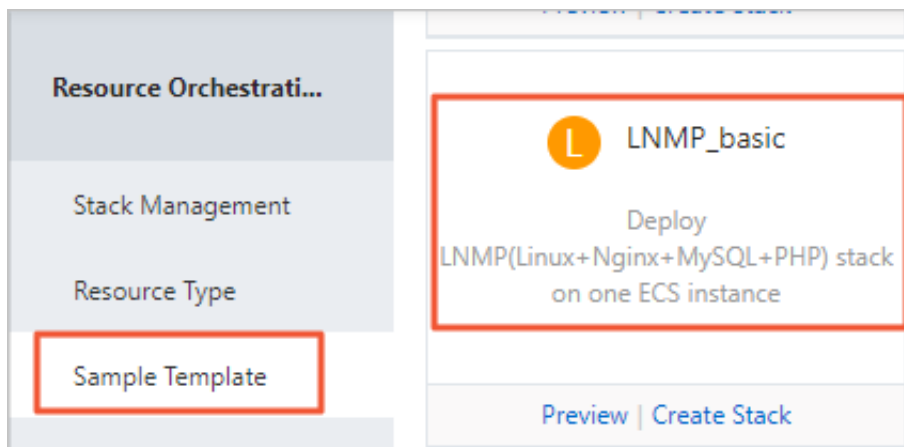 Resource Orchestrati...
Stack Management
Resource Type
Sample Template
L
LNMP_basic
Deploy
LNMP(Linux+Nginx+MySQL+PHP) stack
on one ECS instance
Preview | Create Stack